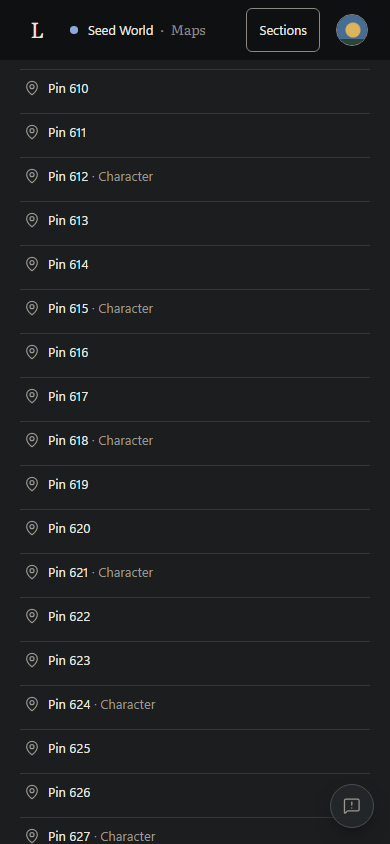 L
Seed World · Maps
Sections
Pin 610
Pin 611
Pin 612 · Character
Pin 613
Pin 614
Pin 615 · Character
Pin 616
Pin 617
Pin 618 · Character
Pin 619
Pin 620
Pin 621 · Character
Pin 622
Pin 623
Pin 624 · Character
Pin 625
Pin 626
Pin 627 · Character